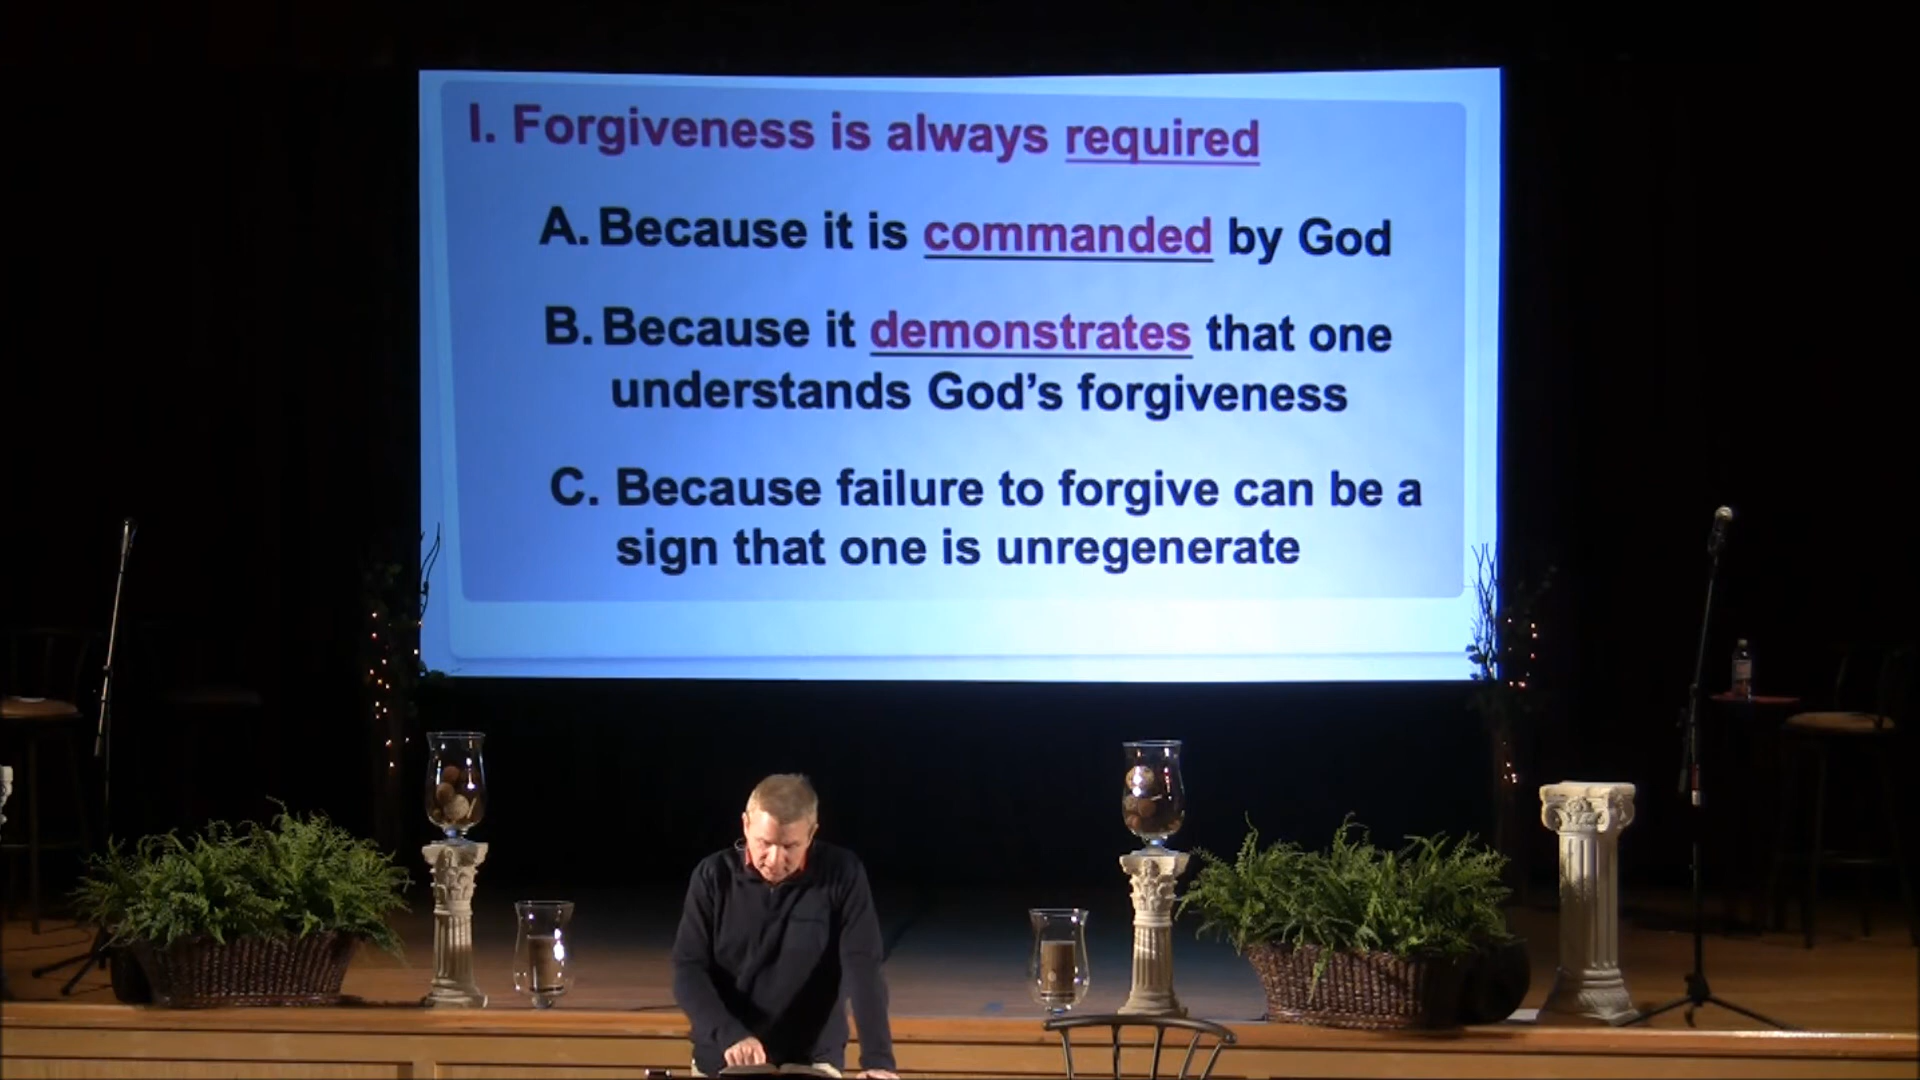 I. Forgiveness is always required
A. Because it is commanded by God
B. Because it demonstrates that one
understands God’s forgiveness
C. Because failure to forgive can be a
sign that one is unregenerate